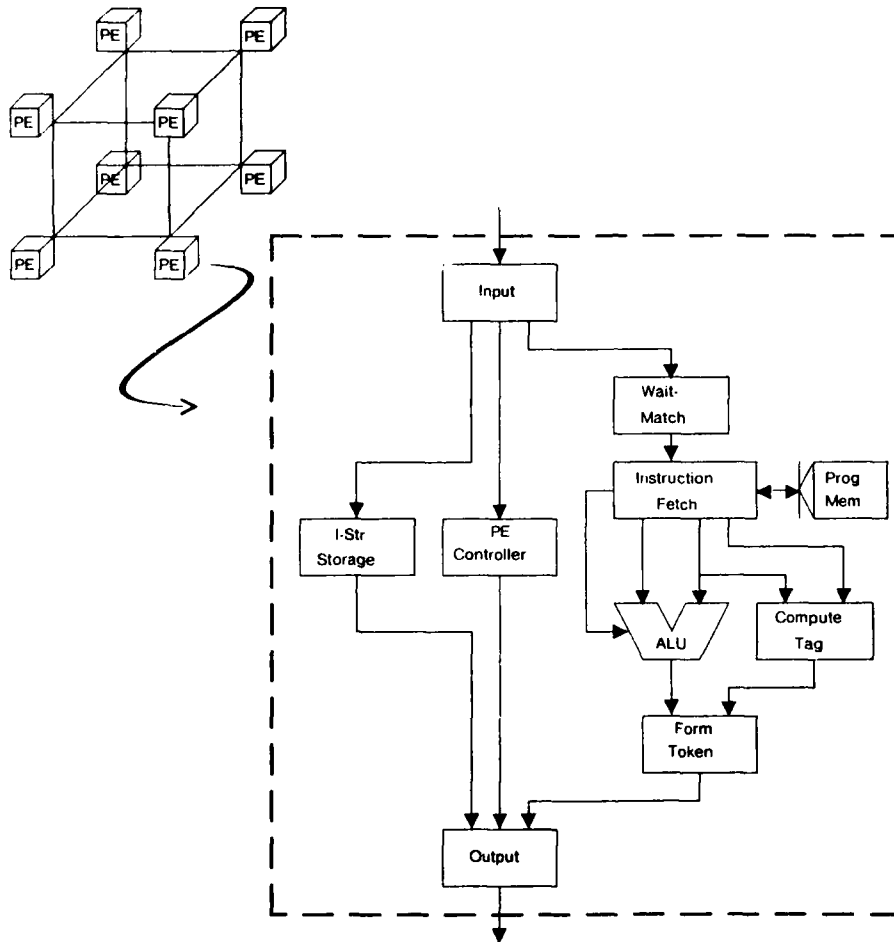 PE
PE
PE
PE
PE
PE
PE
PE
Input
Wait-
Match
Instruction
Fetch
Prog
Mem
I-Str
Storage
PE
Controller
ALU
Compute
Tag
Form
Token
Output